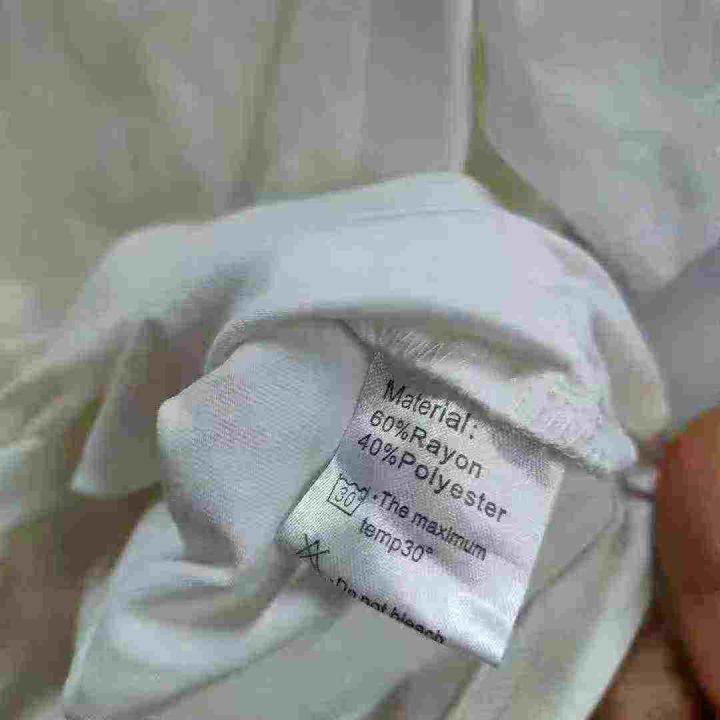 Material:
60%Rayon
40%Polyester
30 ·The maximum
temp30°
Do not bleach